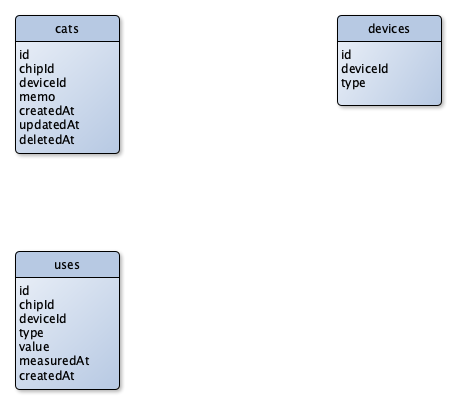 cats
id
chipId
deviceId
memo
createdAt
updatedAt
deletedAt
devices
id
deviceId
type
uses
id
chipId
deviceId
type
value
measuredAt
createdAt